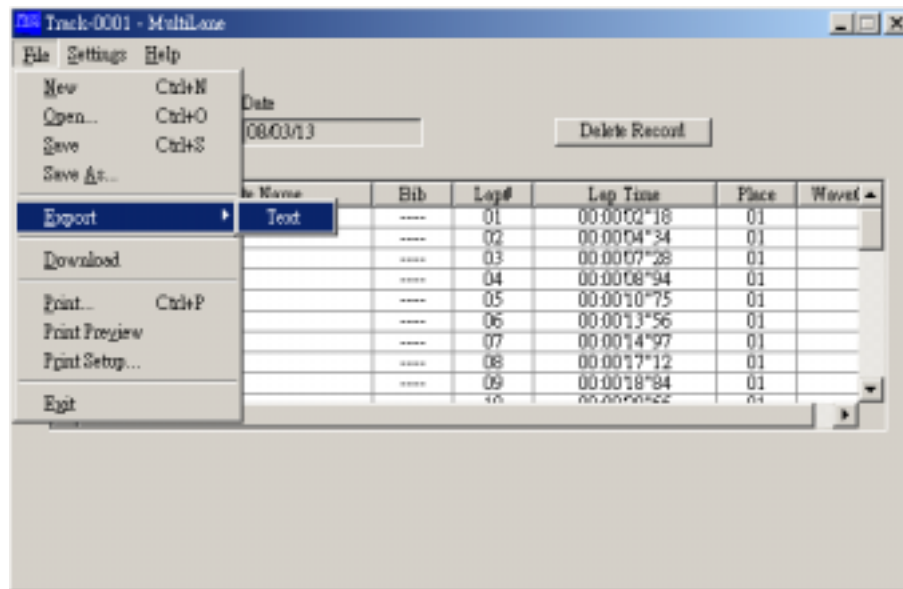 Track-0001 - MultiLane
File Settings Help
New Ctrl+N
Open... Ctrl+O
Save Ctrl+S
Save As...
Export
Text
Download
Print... Ctrl+P
Print Preview
Print Setup...
Exit
Date
08/03/13
Delete Record
Name Bib Lap# Lap Time Place
---- 01 00:00'02"18 01
---- 02 00:00'04"34 01
---- 03 00:00'07"28 01
---- 04 00:00'08"94 01
---- 05 00:00'10"75 01
---- 06 00:00'13"56 01
---- 07 00:00'14"97 01
---- 08 00:00'17"12 01
---- 09 00:00'18"84 01